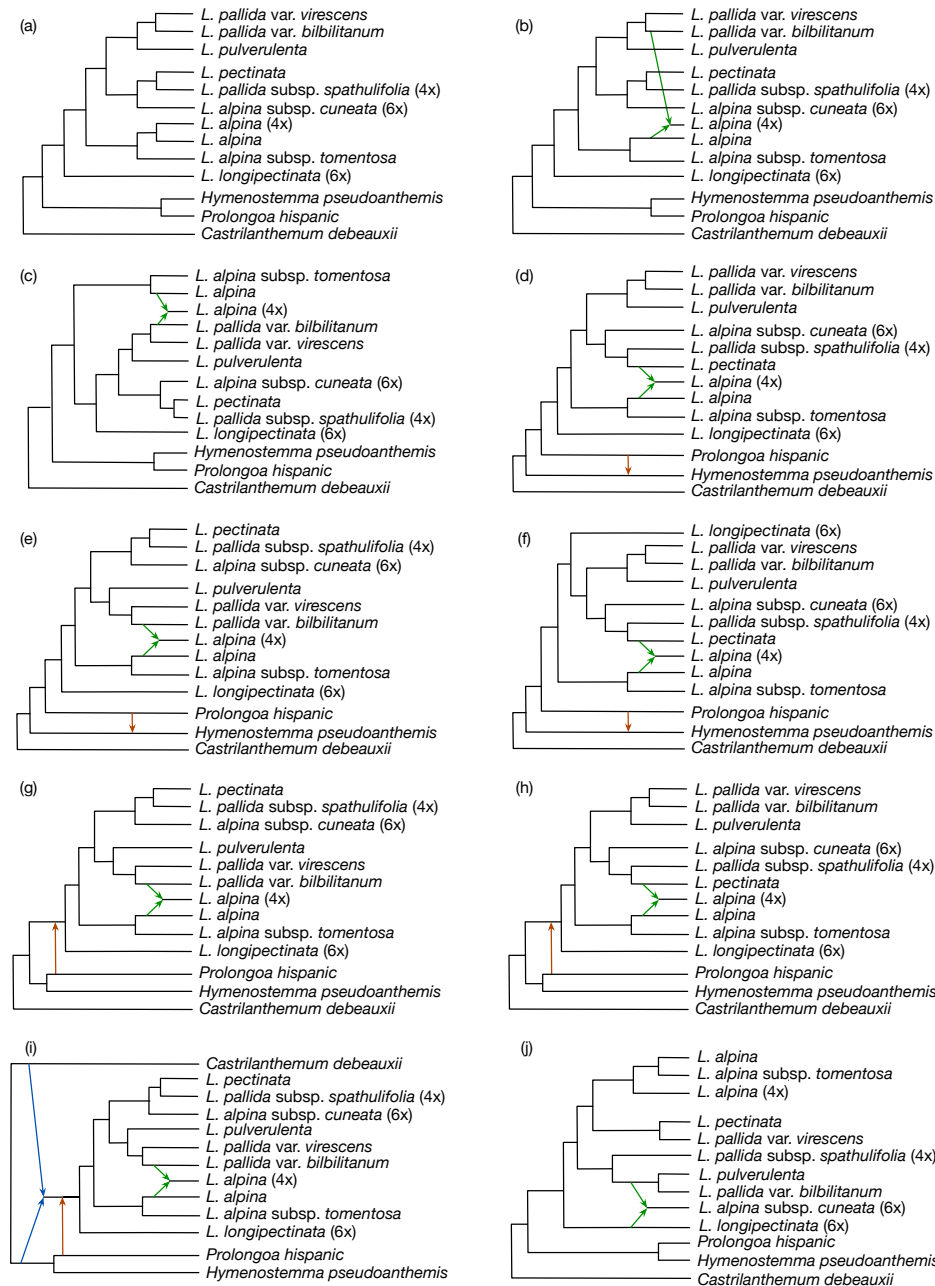 (a)
L. pallida var. virescens
L. pallida var. bilbilitanum
L. pulverulenta
L. pectinata
L. pallida subsp. spathulifolia (4x)
L. alpina subsp. cuneata (6x)
L. alpina (4x)
L. alpina
L. alpina subsp. tomentosa
L. longipectinata (6x)
Hymenostemma pseudoanthemis
Prolongoa hispanic
Castrilanthemum debeauxii
(b)
L. pallida var. virescens
L. pallida var. bilbilitanum
L. pulverulenta
L. pectinata
L. pallida subsp. spathulifolia (4x)
L. alpina subsp. cuneata (6x)
L. alpina (4x)
L. alpina
L. alpina subsp. tomentosa
L. longipectinata (6x)
Hymenostemma pseudoanthemis
Prolongoa hispanic
Castrilanthemum debeauxii
(c)
L. alpina subsp. tomentosa
L. alpina
L. alpina (4x)
L. pallida var. bilbilitanum
L. pallida var. virescens
L. pulverulenta
L. alpina subsp. cuneata (6x)
L. pectinata
L. pallida subsp. spathulifolia (4x)
L. longipectinata (6x)
Hymenostemma pseudoanthemis
Prolongoa hispanic
Castrilanthemum debeauxii
(d)
L. pallida var. virescens
L. pallida var. bilbilitanum
L. pulverulenta
L. alpina subsp. cuneata (6x)
L. pallida subsp. spathulifolia (4x)
L. pectinata
L. alpina (4x)
L. alpina
L. alpina subsp. tomentosa
L. longipectinata (6x)
Prolongoa hispanic
Hymenostemma pseudoanthemis
Castrilanthemum debeauxii
(e)
L. pectinata
L. pallida subsp. spathulifolia (4x)
L. alpina subsp. cuneata (6x)
L. pulverulenta
L. pallida var. virescens
L. pallida var. bilbilitanum
L. alpina (4x)
L. alpina
L. alpina subsp. tomentosa
L. longipectinata (6x)
Prolongoa hispanic
Hymenostemma pseudoanthemis
Castrilanthemum debeauxii
(f)
L. longipectinata (6x)
L. pallida var. virescens
L. pallida var. bilbilitanum
L. pulverulenta
L. alpina subsp. cuneata (6x)
L. pallida subsp. spathulifolia (4x)
L. pectinata
L. alpina (4x)
L. alpina
L. alpina subsp. tomentosa
Prolongoa hispanic
Hymenostemma pseudoanthemis
Castrilanthemum debeauxii
(g)
L. pectinata
L. pallida subsp. spathulifolia (4x)
L. alpina subsp. cuneata (6x)
L. pulverulenta
L. pallida var. virescens
L. pallida var. bilbilitanum
L. alpina (4x)
L. alpina
L. alpina subsp. tomentosa
L. longipectinata (6x)
Prolongoa hispanic
Hymenostemma pseudoanthemis
Castrilanthemum debeauxii
(h)
L. pallida var. virescens
L. pallida var. bilbilitanum
L. pulverulenta
L. alpina subsp. cuneata (6x)
L. pallida subsp. spathulifolia (4x)
L. pectinata
L. alpina (4x)
L. alpina
L. alpina subsp. tomentosa
L. longipectinata (6x)
Prolongoa hispanic
Hymenostemma pseudoanthemis
Castrilanthemum debeauxii
(i)
Castrilanthemum debeauxii
L. pectinata
L. pallida subsp. spathulifolia (4x)
L. alpina subsp. cuneata (6x)
L. pulverulenta
L. pallida var. virescens
L. pallida var. bilbilitanum
L. alpina (4x)
L. alpina
L. alpina subsp. tomentosa
L. longipectinata (6x)
Prolongoa hispanic
Hymenostemma pseudoanthemis
(j)
L. alpina
L. alpina subsp. tomentosa
L. alpina (4x)
L. pectinata
L. pallida var. virescens
L. pallida subsp. spathulifolia (4x)
L. pulverulenta
L. pallida var. bilbilitanum
L. alpina subsp. cuneata (6x)
L. longipectinata (6x)
Prolongoa hispanic
Hymenostemma pseudoanthemis
Castrilanthemum debeauxii